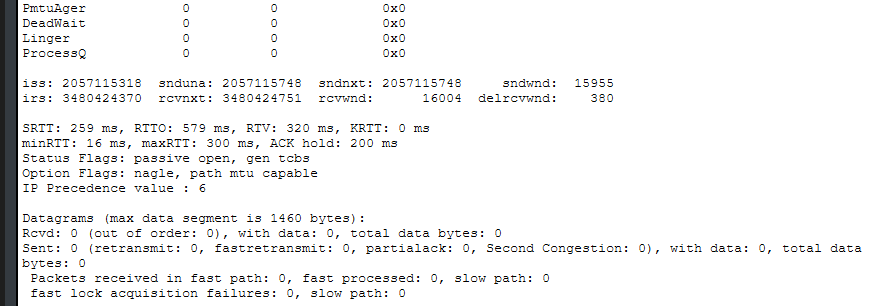 PmtuAger 0 0 0x0
DeadWait 0 0 0x0
Linger 0 0 0x0
ProcessQ 0 0 0x0
iss: 2057115318 snduna: 2057115748 sndnxt: 2057115748 sndwnd: 15955
irs: 3480424370 rcvnxt: 3480424751 rcvwnd: 16004 delrcvwnd: 380
SRTT: 259 ms, RTTO: 579 ms, RTV: 320 ms, KRTT: 0 ms
minRTT: 16 ms, maxRTT: 300 ms, ACK hold: 200 ms
Status Flags: passive open, gen tcbs
Option Flags: nagle, path mtu capable
IP Precedence value : 6
Datagrams (max data segment is 1460 bytes):
Rcvd: 0 (out of order: 0), with data: 0, total data bytes: 0
Sent: 0 (retransmit: 0, fastretransmit: 0, partialack: 0, Second Congestion: 0), with data: 0, total data
bytes: 0
Packets received in fast path: 0, fast processed: 0, slow path: 0
fast lock acquisition failures: 0, slow path: 0